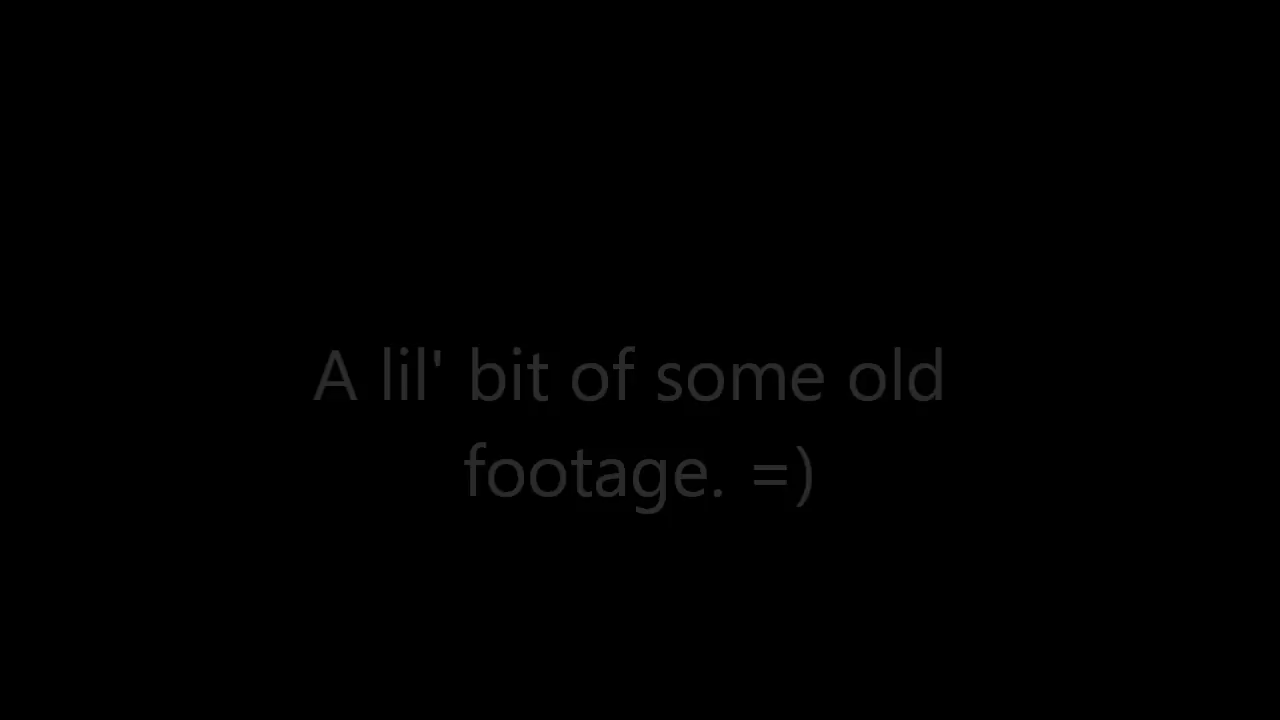 A lil' bit of some old
footage. =)